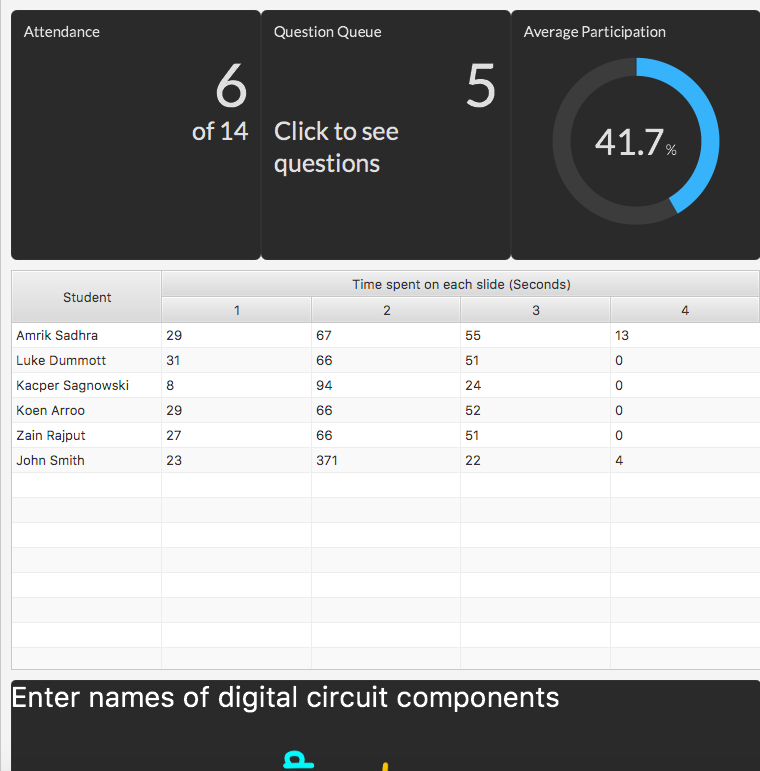 Attendance
6
of 14
Question Queue
5
Click to see
questions
Average Participation
41.7%
Student
Time spent on each slide (Seconds)
1 2 3 4
Amrik Sadhra 29 67 55 13
Luke Dummott 31 66 51 0
Kacper Sagnowski 8 94 24 0
Koen Arroo 29 66 52 0
Zain Rajput 27 66 51 0
John Smith 23 371 22 4
Enter names of digital circuit components